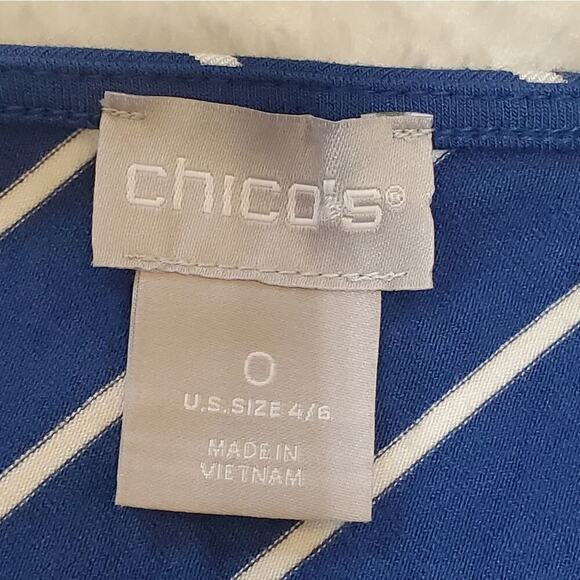 chico's®
0
U.S. SIZE 4/6
MADE IN
VIETNAM